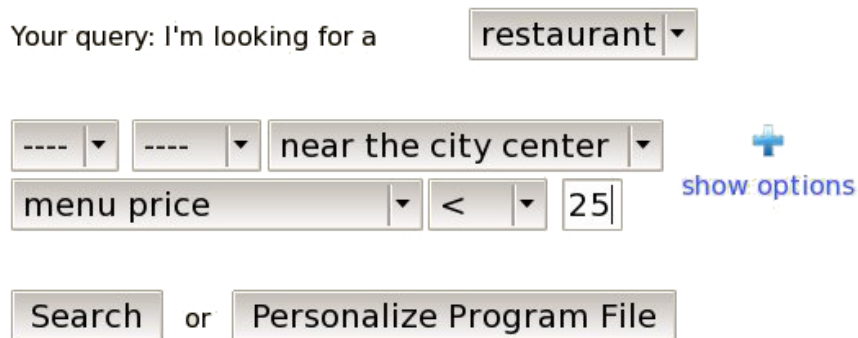 Your query: I'm looking for a restaurant
---- ---- near the city center
show options
menu price < 25
Search or Personalize Program File